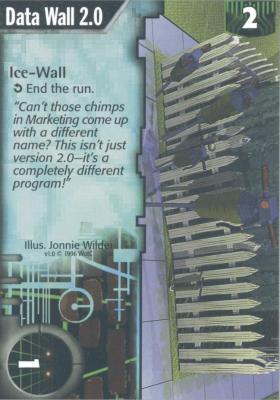 Data Wall 2.0
2
Ice-Wall
End the run.
"Can't those chimps
in Marketing come up
with a different
name? This isn't just
version 2.0—it's a
completely different
program!"
Illus. Jonnie Wilder
v1.0 © 1996 WotC
1